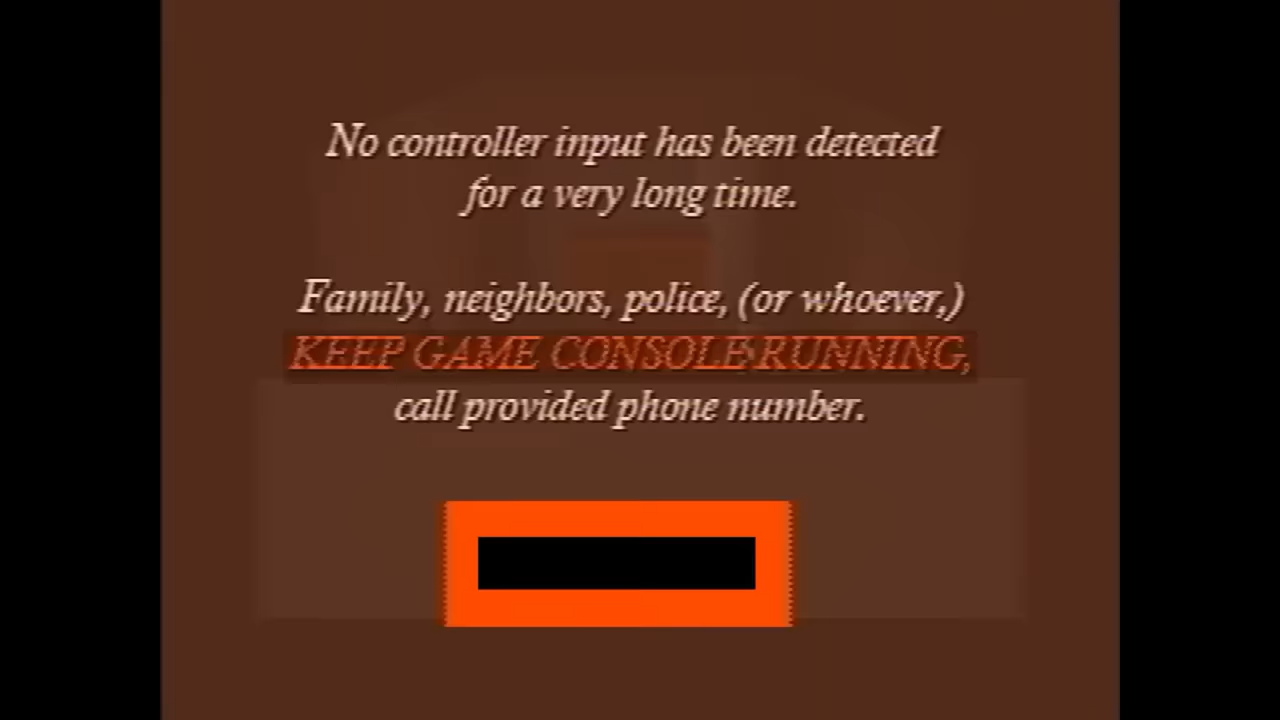 No controller input has been detected
for a very long time.
Family, neighbors, police, (or whoever,)
KEEP GAME CONSOLE RUNNING,
call provided phone number.